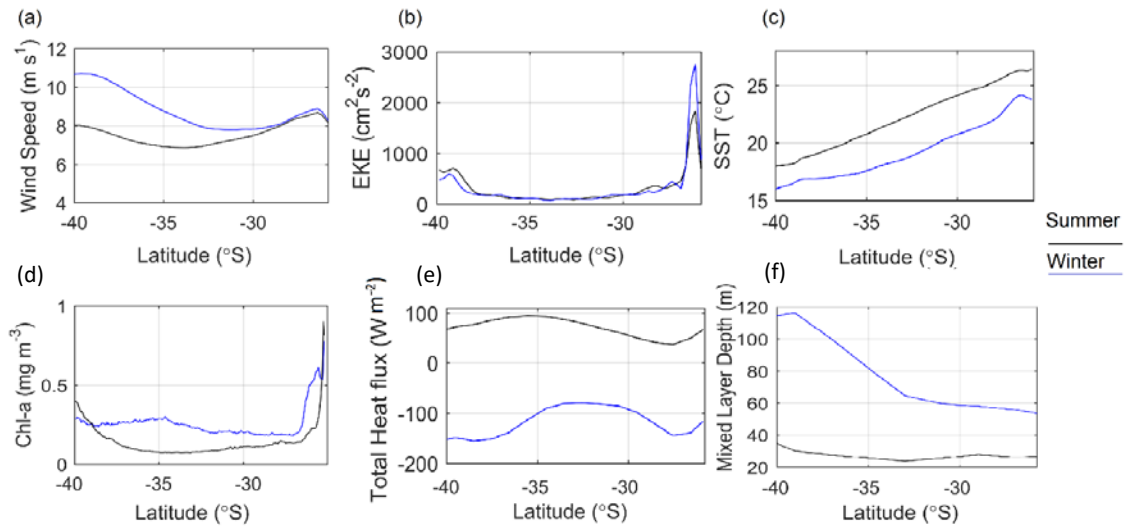 (a)
(b)
(c)
Wind Speed (m s¹)
12
10
8
6
4
-40
-35
-30
Latitude (°S)
EKE (cm²s⁻²)
3000
2000
1000
0
-40
-35
-30
Latitude (°S)
SST (°C)
25
20
15
-40
-35
-30
Latitude (°S)
Summer
Winter
(d)
(e)
(f)
Chl-a (mg m⁻³)
1
0.5
0
-40
-35
-30
Latitude (°S)
Total Heat flux (W m⁻²)
100
0
-100
-200
-40
-35
-30
Latitude (°S)
Mixed Layer Depth (m)
120
100
80
60
40
20
-40
-35
-30
Latitude (°S)